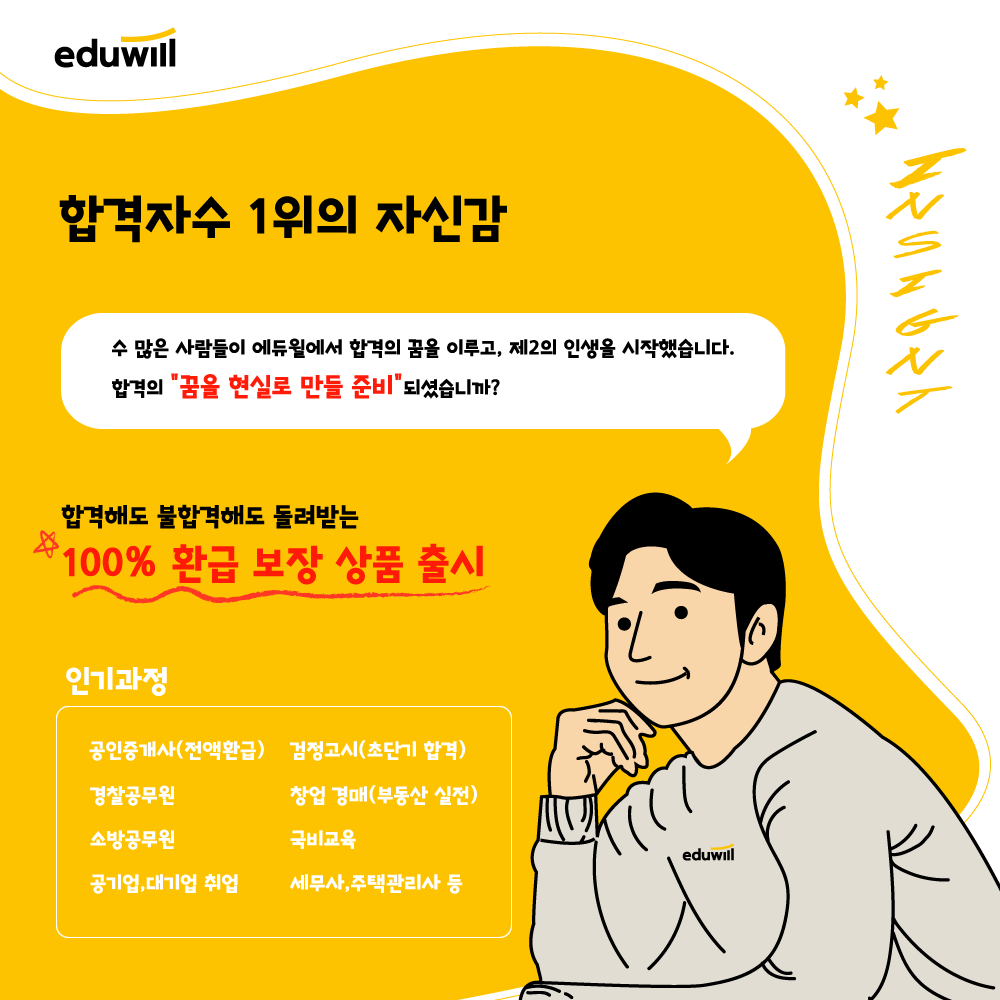 eduwill
INSIGHT
합격자수 1위의 자신감
수 많은 사람들이 에듀윌에서 합격의 꿈을 이루고, 제2의 인생을 시작했습니다.
합격의 "꿈을 현실로 만들 준비"되셨습니까?
합격해도 불합격해도 돌려받는
100% 환급 보장 상품 출시
인기과정
공인중개사(전액환급) 검정고시(초단기 합격)
경찰공무원 창업 경매(부동산 실전)
소방공무원 국비교육
공기업,대기업 취업 세무사,주택관리사 등
eduwill